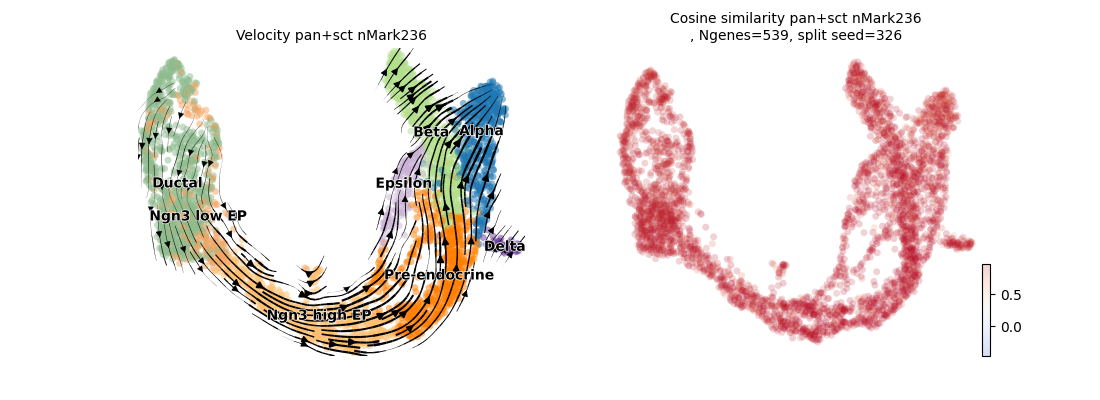 Velocity pan+sct nMark236
Beta
Alpha
Epsilon
Ductal
Ngn3 low EP
Delta
Pre-endocrine
Ngn3 high EP
Cosine similarity pan+sct nMark236
, Ngenes=539, split seed=326
0.5
0.0